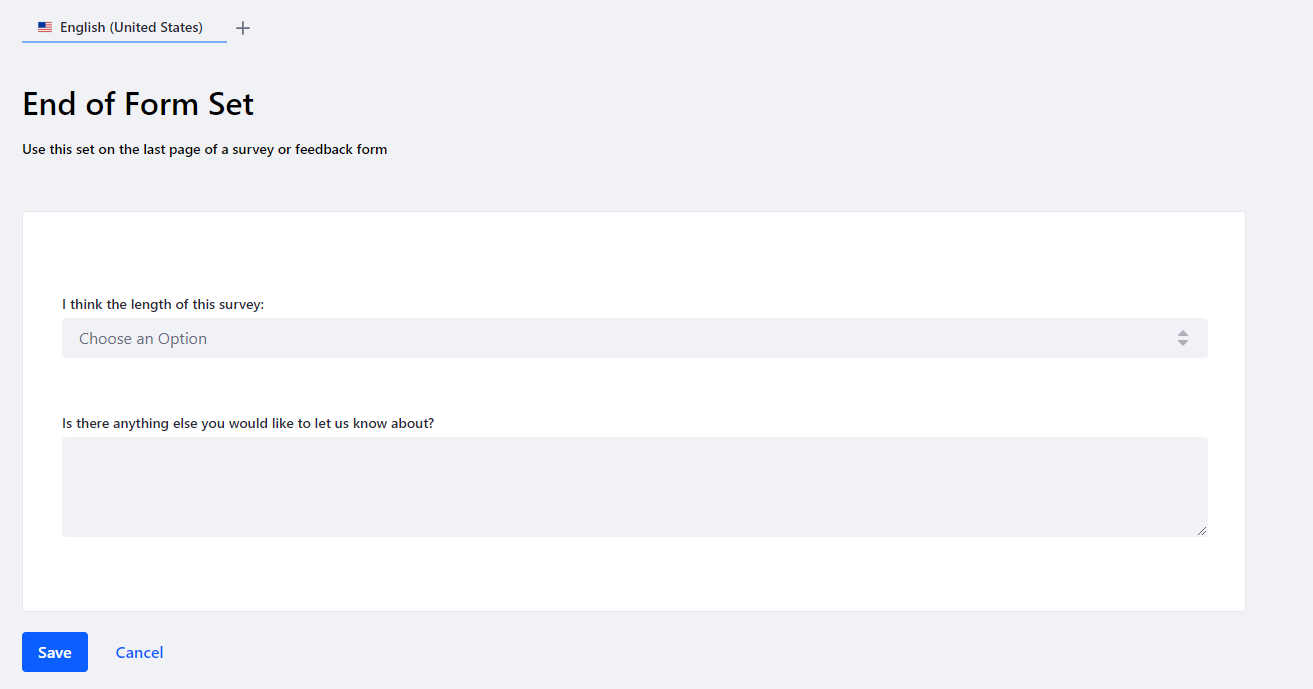 English (United States)
End of Form Set
Use this set on the last page of a survey or feedback form
I think the length of this survey:
Choose an Option
Is there anything else you would like to let us know about?
Save Cancel